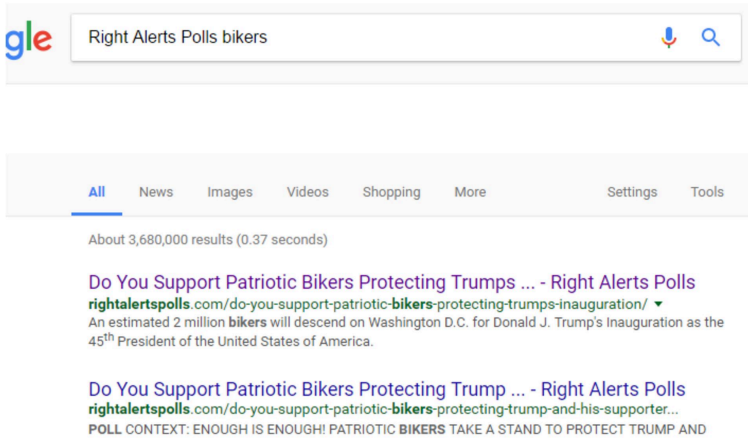 gle
Right Alerts Polls bikers
All News Images Videos Shopping More Settings Tools
About 3,680,000 results (0.37 seconds)
Do You Support Patriotic Bikers Protecting Trumps ... - Right Alerts Polls
rightalertspolls.com/do-you-support-patriotic-bikers-protecting-trumps-inauguration/
An estimated 2 million bikers will descend on Washington D.C. for Donald J. Trump's Inauguration as the
45th President of the United States of America.
Do You Support Patriotic Bikers Protecting Trump ... - Right Alerts Polls
rightalertspolls.com/do-you-support-patriotic-bikers-protecting-trump-and-his-supporter...
POLL CONTEXT: ENOUGH IS ENOUGH! PATRIOTIC BIKERS TAKE A STAND TO PROTECT TRUMP AND